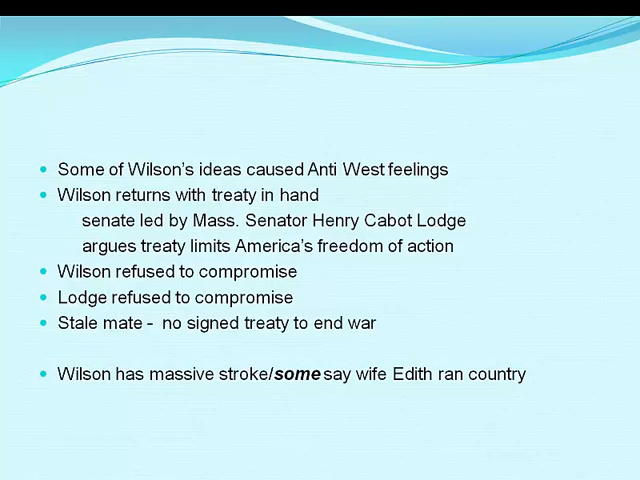 Some of Wilson's ideas caused Anti West feelings
Wilson returns with treaty in hand
senate led by Mass. Senator Henry Cabot Lodge
argues treaty limits America's freedom of action
Wilson refused to compromise
Lodge refused to compromise
Stale mate - no signed treaty to end war
Wilson has massive stroke/some say wife Edith ran country